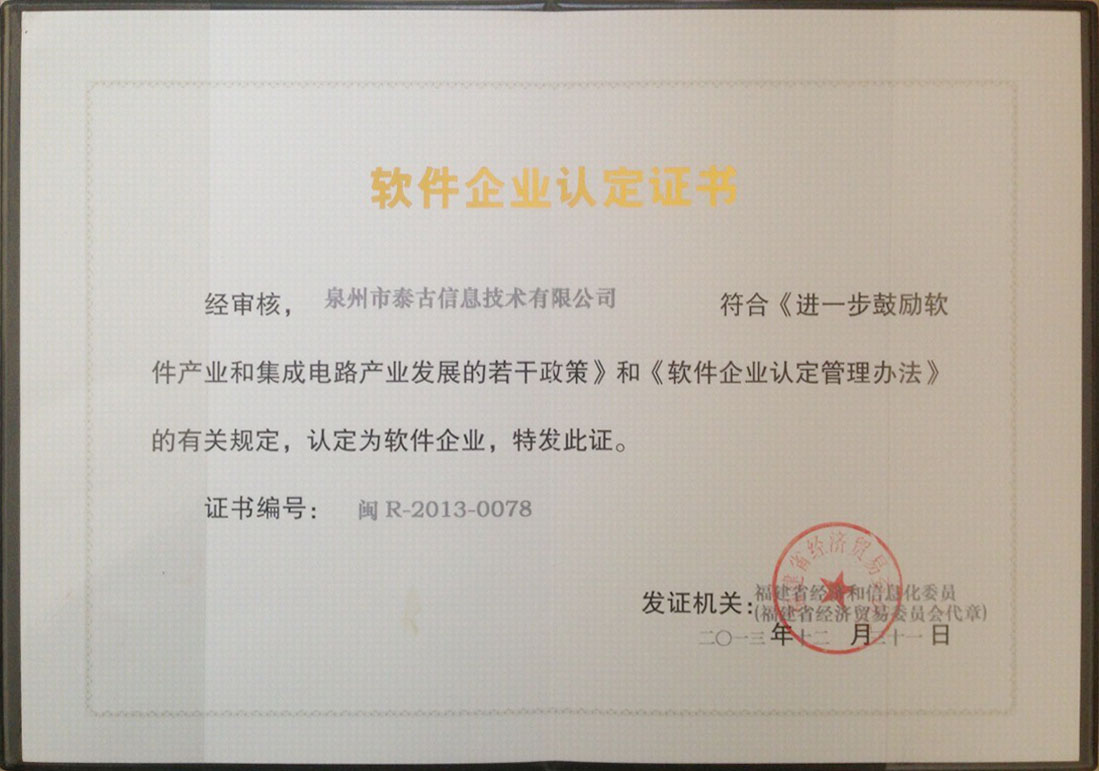 软件企业认定证书
经审核， 泉州市泰古信息技术有限公司 符合《进一步鼓励软
件产业和集成电路产业发展的若干政策》和《软件企业认定管理办法》
的有关规定，认定为软件企业，特发此证。
证书编号： 闽 R-2013-0078
发证机关：福建省经济和信息化委员
(福建省经济贸易委员会代章)
二〇一三年十二月三十一日
省经济贸易